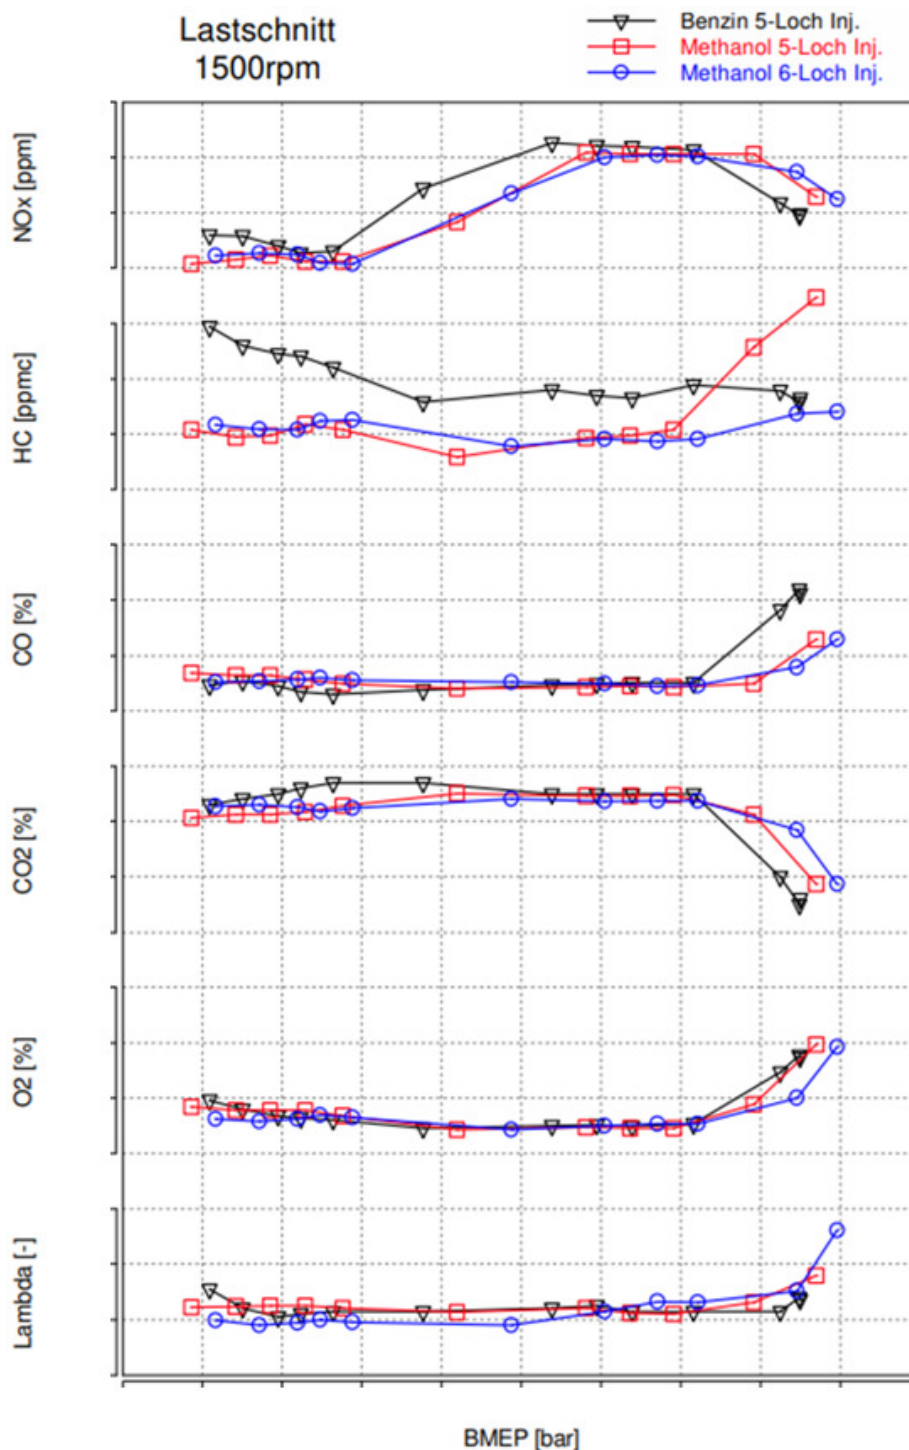 Lastschnitt
1500rpm
Benzin 5-Loch Inj.
Methanol 5-Loch Inj.
Methanol 6-Loch Inj.
NOx [ppm]
HC [ppmc]
CO [%]
CO2 [%]
O2 [%]
Lambda [-]
BMEP [bar]